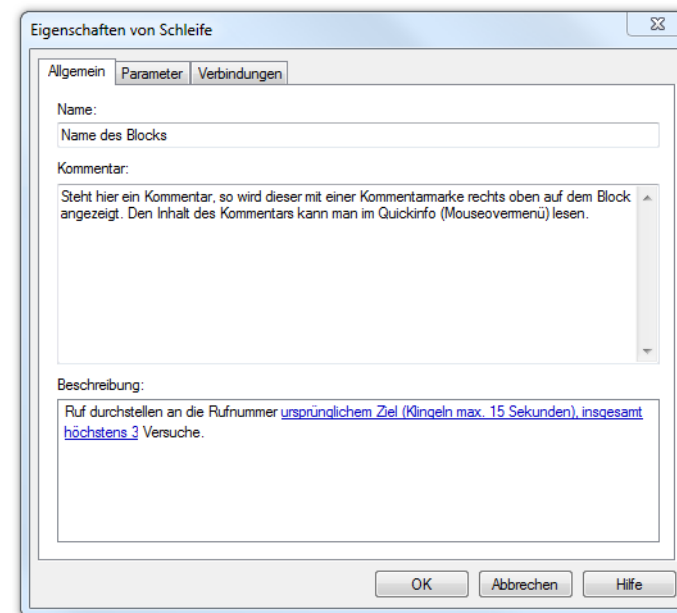 Eigenschaften von Schleife
Allgemein Parameter Verbindungen
Name:
Name des Blocks
Kommentar:
Steht hier ein Kommentar, so wird dieser mit einer Kommentarmarke rechts oben auf dem Block
angezeigt. Den Inhalt des Kommentars kann man im Quickinfo (Mouseovermenü) lesen.
Beschreibung:
Ruf durchstellen an die Rufnummer ursprünglichem Ziel (Klingeln max. 15 Sekunden), insgesamt
höchstens 3 Versuche.
OK Abbrechen Hilfe